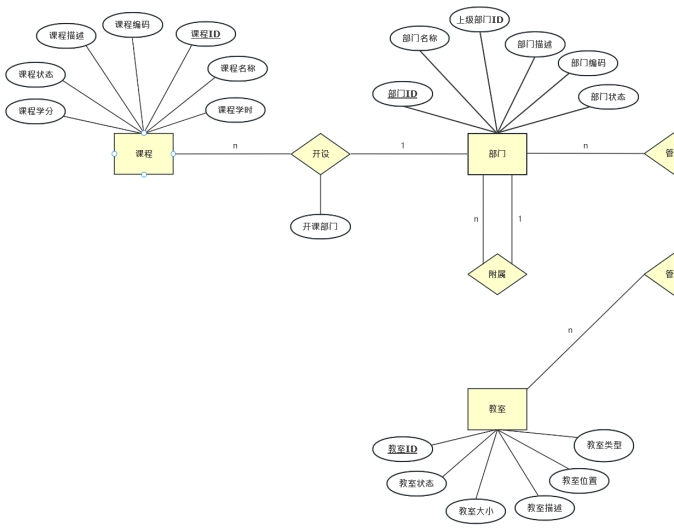 课程编码
课程描述
课程ID
课程状态
课程名称
课程学分
课程学时
上级部门ID
部门名称
部门描述
部门编码
部门ID
部门状态
课程
n
开设
1
部门
n
管
开课部门
n
1
附属
管
n
教室
教室ID
教室类型
教室状态
教室位置
教室大小
教室描述